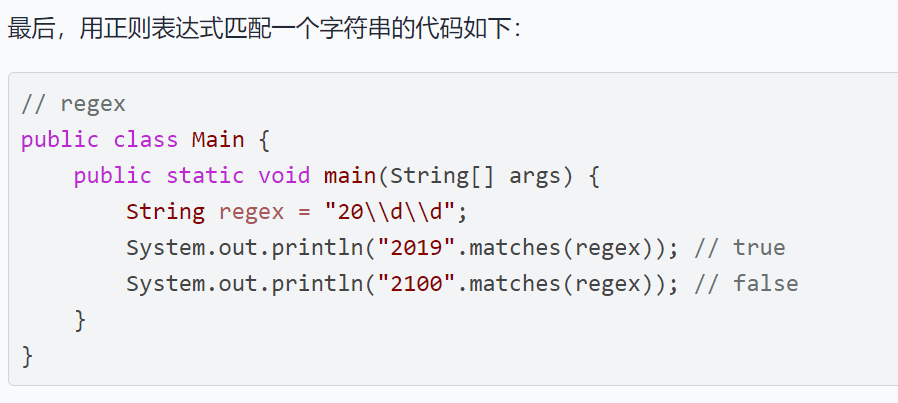 最后，用正则表达式匹配一个字符串的代码如下：
// regex
public class Main {
    public static void main(String[] args) {
        String regex = "20\\d\\d";
        System.out.println("2019".matches(regex)); // true
        System.out.println("2100".matches(regex)); // false
    }
}